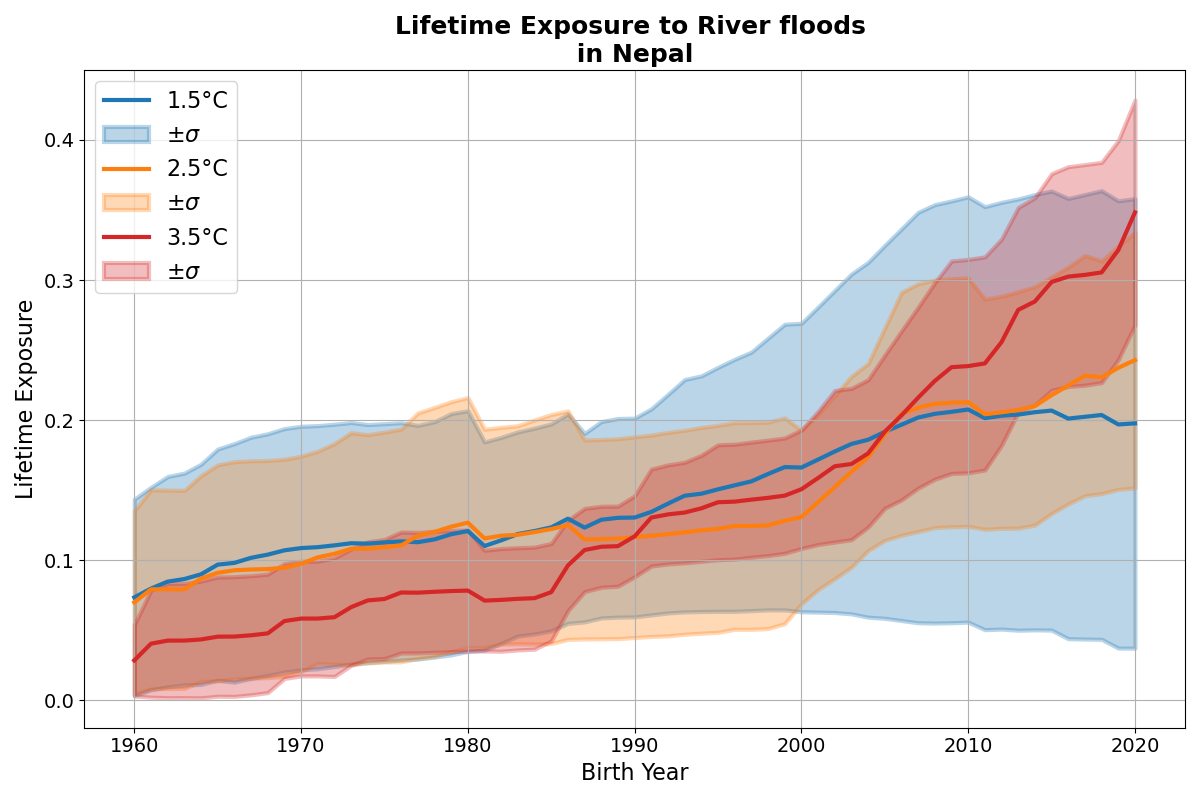 Lifetime Exposure to River floods
in Nepal
1.5°C
±σ
2.5°C
±σ
3.5°C
±σ
Lifetime Exposure
0.4
0.3
0.2
0.1
0.0
1960 1970 1980 1990 2000 2010 2020
Birth Year